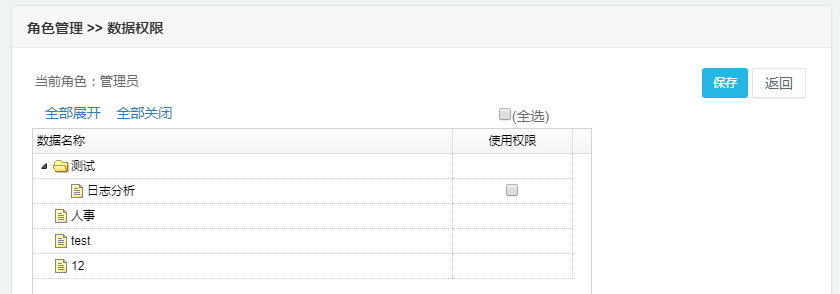 角色管理 >> 数据权限
当前角色：管理员
保存 返回
全部展开 全部关闭 (全选)
数据名称 使用权限
测试
日志分析
人事
test
12